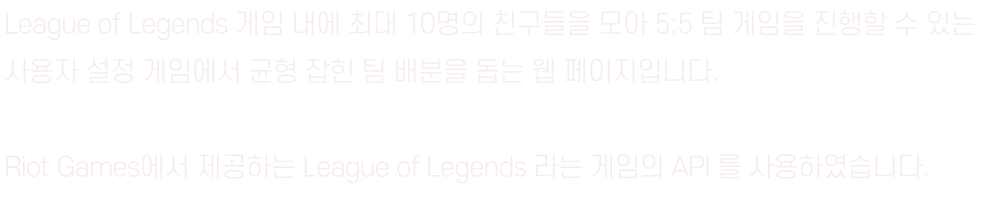 League of Legends 게임 내에 최대 10명의 친구들을 모아 5:5 팀 게임을 진행할 수 있는
사용자 설정 게임에서 균형 잡힌 팀 배분을 돕는 웹 페이지입니다.
Riot Games에서 제공하는 League of Legends 라는 게임의 API 를 사용하였습니다.